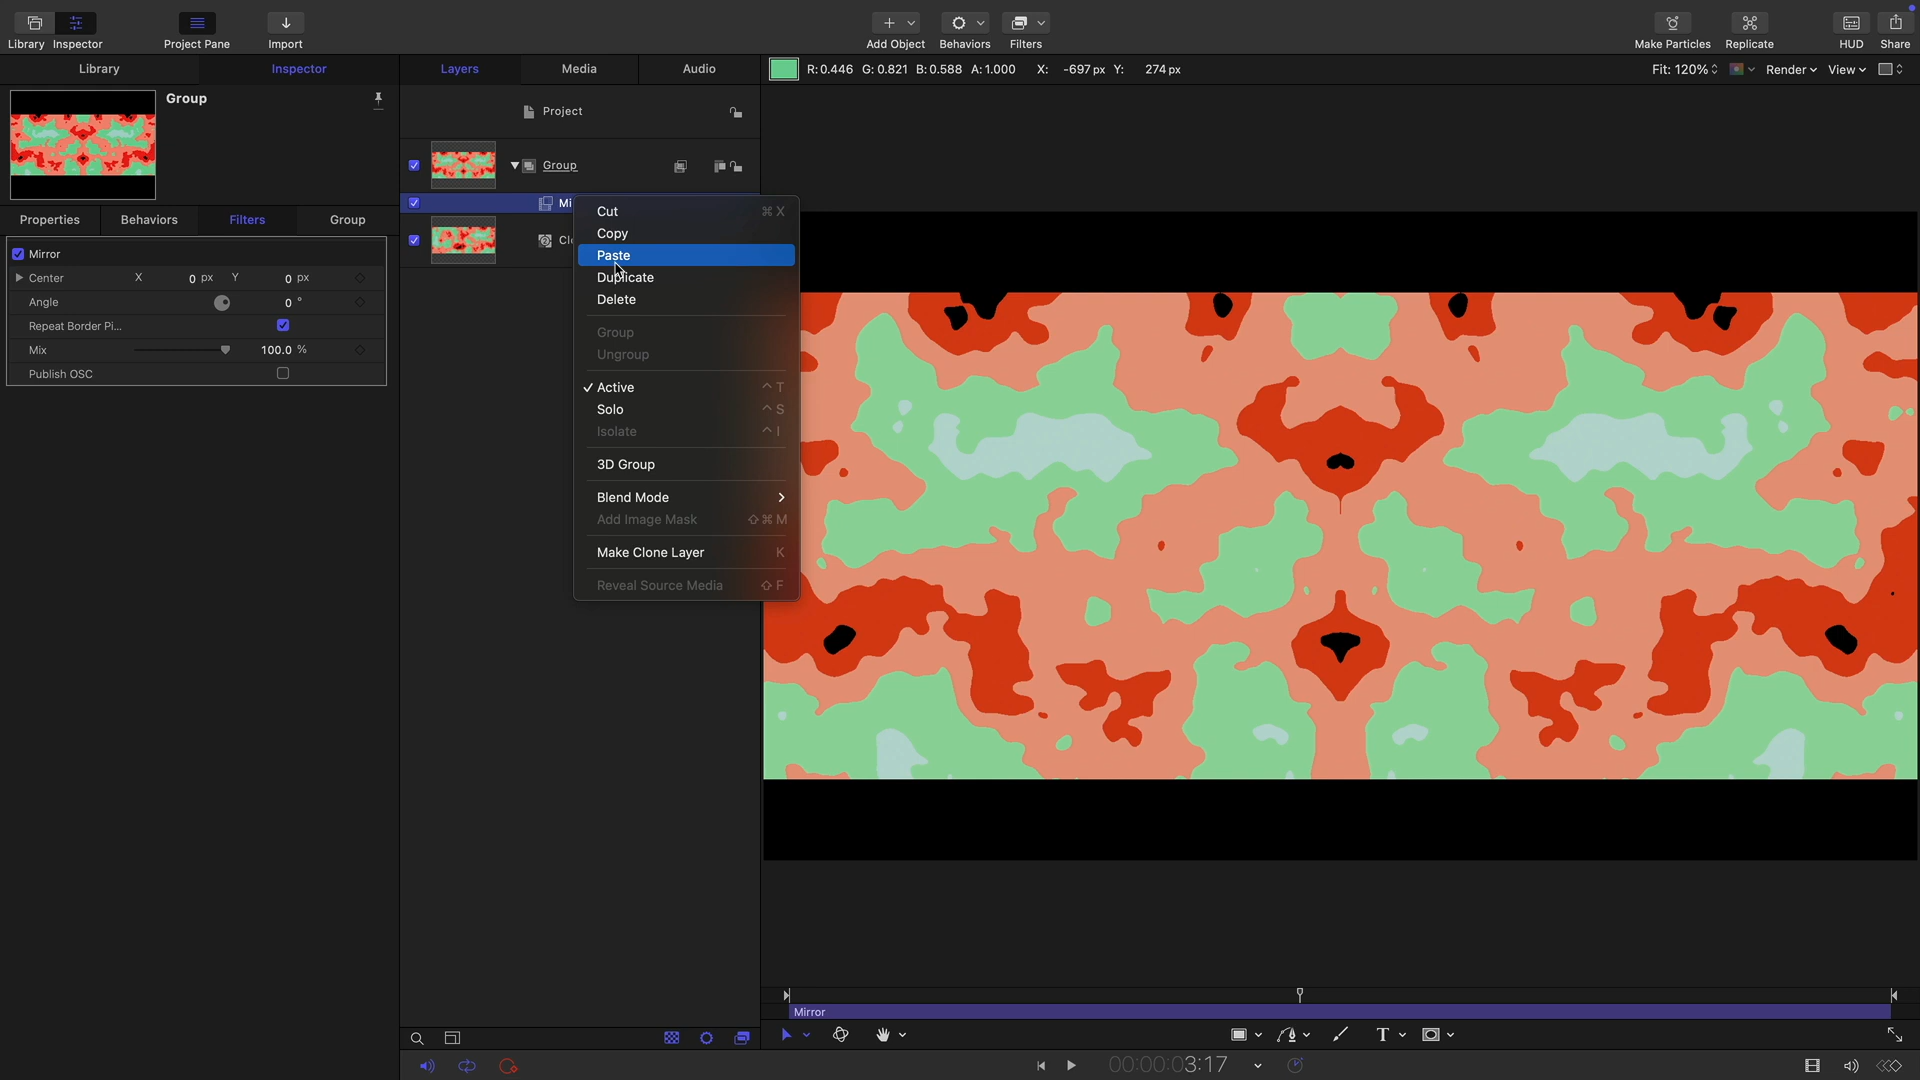 Library Inspector Project Pane Import Add Object Behaviors Filters Make Particles Replicate HUD Share
Library Inspector Layers Media Audio R:0.446 G:0.821 B:0.588 A:1.000 X: -697 px Y: 274 px Fit: 120% Render View
Group
Project
Group
Mi
Cl
Properties Behaviors Filters Group
Mirror
Center X 0 px Y 0 px
Angle 0 °
Repeat Border Pi...
Mix 100.0 %
Publish OSC
Cut ⌘ X
Copy
Paste
Duplicate
Delete
Group
Ungroup
✓ Active ^ T
Solo ^ S
Isolate ^ I
3D Group
Blend Mode
Add Image Mask ⇧ ⌘ M
Make Clone Layer K
Reveal Source Media ⇧ F
Mirror
T
00:00:03:17